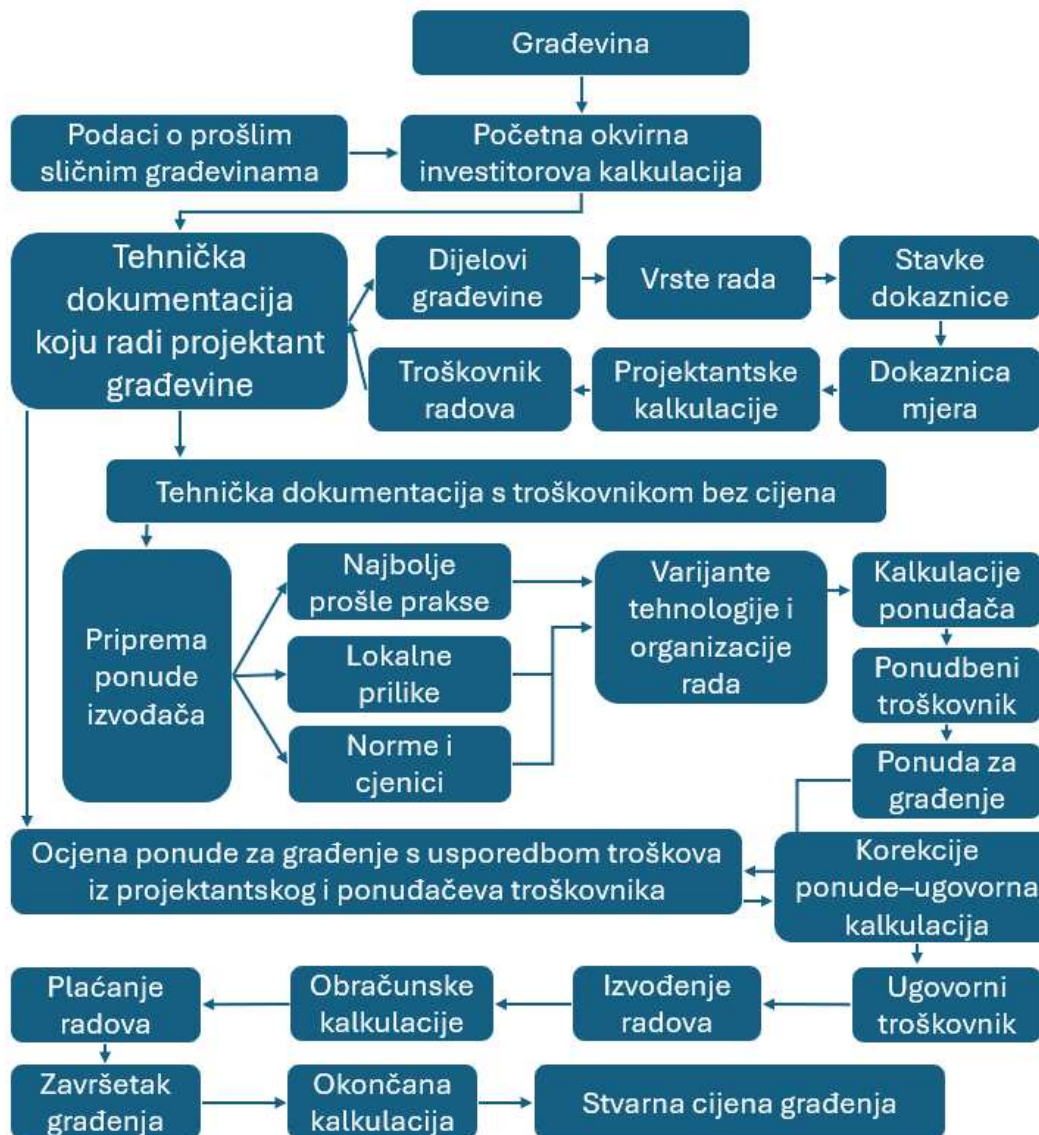 Građevina
Podaci o prošlim
sličnim građevinama
Početna okvirna
investitorova kalkulacija
Tehnička
dokumentacija
koju radi projektant
građevine
Dijelovi
građevine
Vrste rada
Stavke
dokaznice
Troškovnik
radova
Projektantske
kalkulacije
Dokaznica
mjera
Tehnička dokumentacija s troškovnikom bez cijena
Priprema
ponude
izvođača
Najbolje
prošle prakse
Lokalne
prilike
Norme i
cjenici
Varijante
tehnologije i
organizacije
rada
Kalkulacije
ponuđača
Ponudbeni
troškovnik
Ponuda za
građenje
Ocjena ponude za građenje s usporedbom troškova
iz projektantskog i ponuđačeva troškovnika
Korekcije
ponude–ugovorna
kalkulacija
Plaćanje
radova
Obračunske
kalkulacije
Izvođenje
radova
Ugovorni
troškovnik
Završetak
građenja
Okončana
kalkulacija
Stvarna cijena građenja